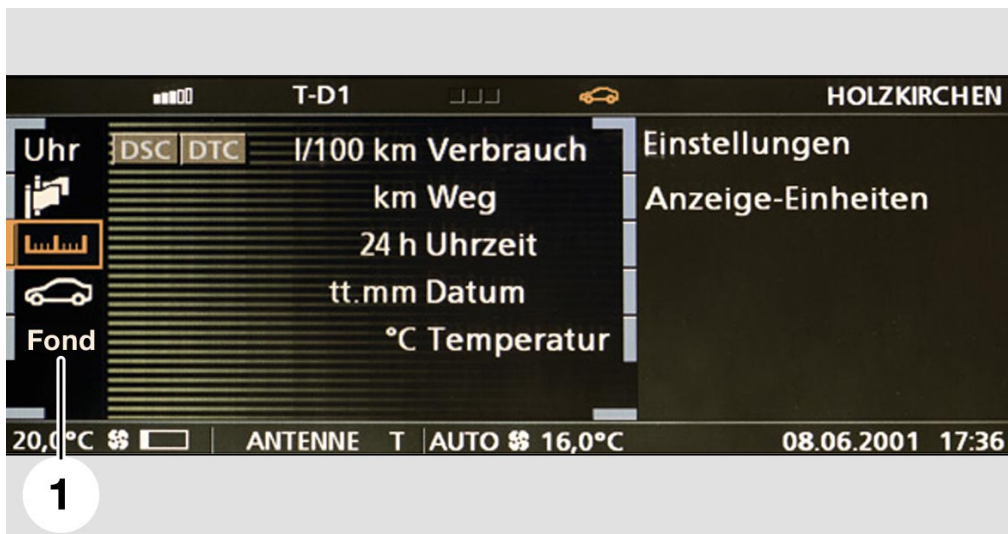 T-D1 HOLZKIRCHEN
Uhr DSC DTC l/100 km Verbrauch Einstellungen
km Weg Anzeige-Einheiten
24 h Uhrzeit
tt.mm Datum
Fond °C Temperatur
20,0°C ANTENNE T AUTO 16,0°C 08.06.2001 17:36
1